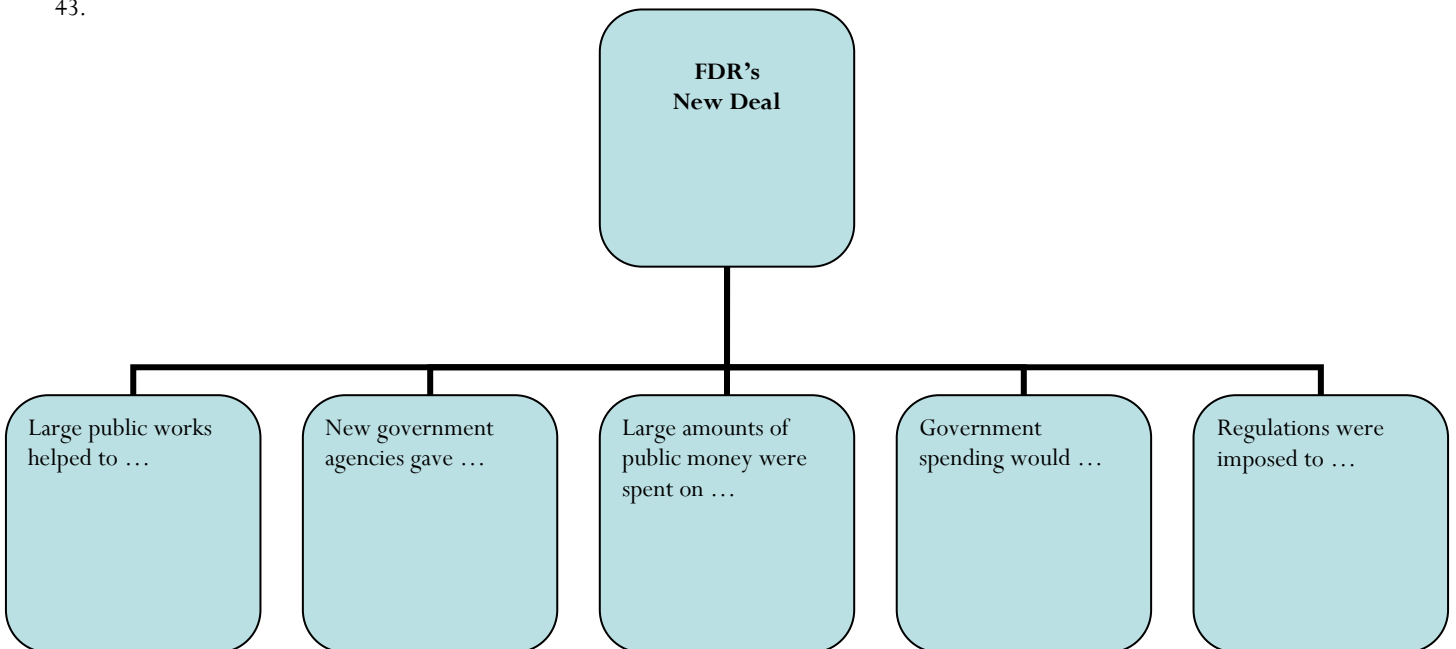 43.
FDR’s
New Deal
Large public works
helped to …
New government
agencies gave …
Large amounts of
public money were
spent on …
Government
spending would …
Regulations were
imposed to …